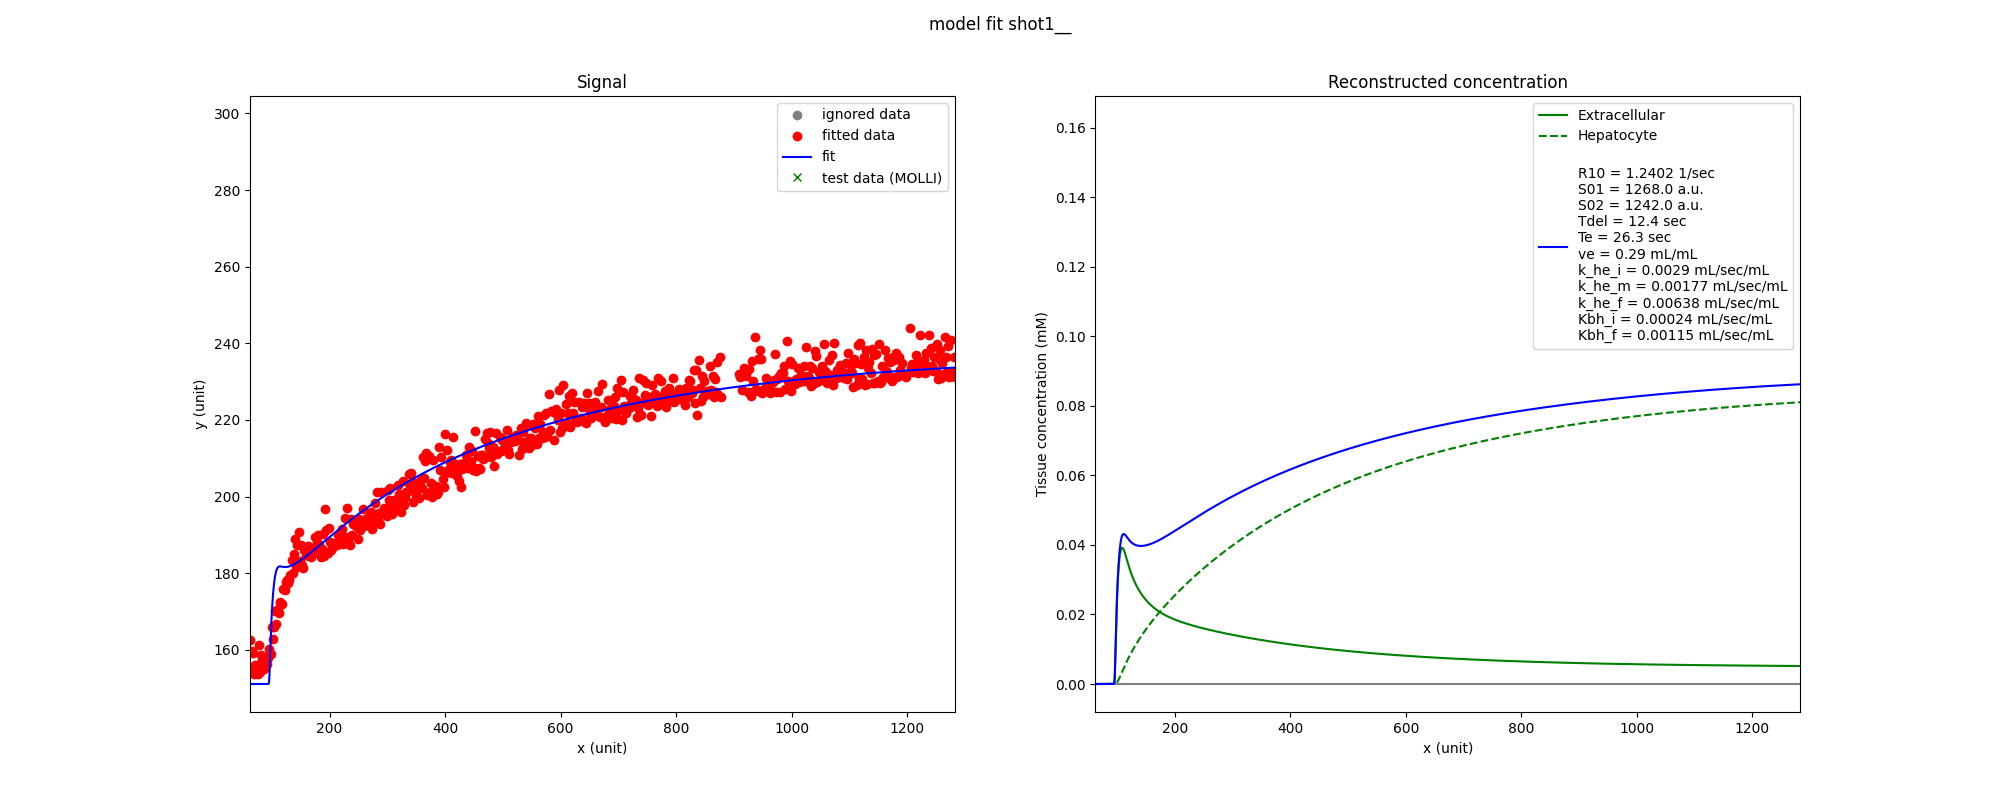 model fit shot1__
Signal
300
280
260
240
220
200
180
160
y (unit)
200
400
600
800
1000
1200
x (unit)
ignored data
fitted data
fit
test data (MOLLI)
Reconstructed concentration
0.16
0.14
0.12
0.10
0.08
0.06
0.04
0.02
0.00
Tissue concentration (mM)
200
400
600
800
1000
1200
x (unit)
Extracellular
Hepatocyte
R10 = 1.2402 1/sec
S01 = 1268.0 a.u.
S02 = 1242.0 a.u.
Tdel = 12.4 sec
Te = 26.3 sec
ve = 0.29 mL/mL
k_he_i = 0.0029 mL/sec/mL
k_he_m = 0.00177 mL/sec/mL
k_he_f = 0.00638 mL/sec/mL
Kbh_i = 0.00024 mL/sec/mL
Kbh_f = 0.00115 mL/sec/mL